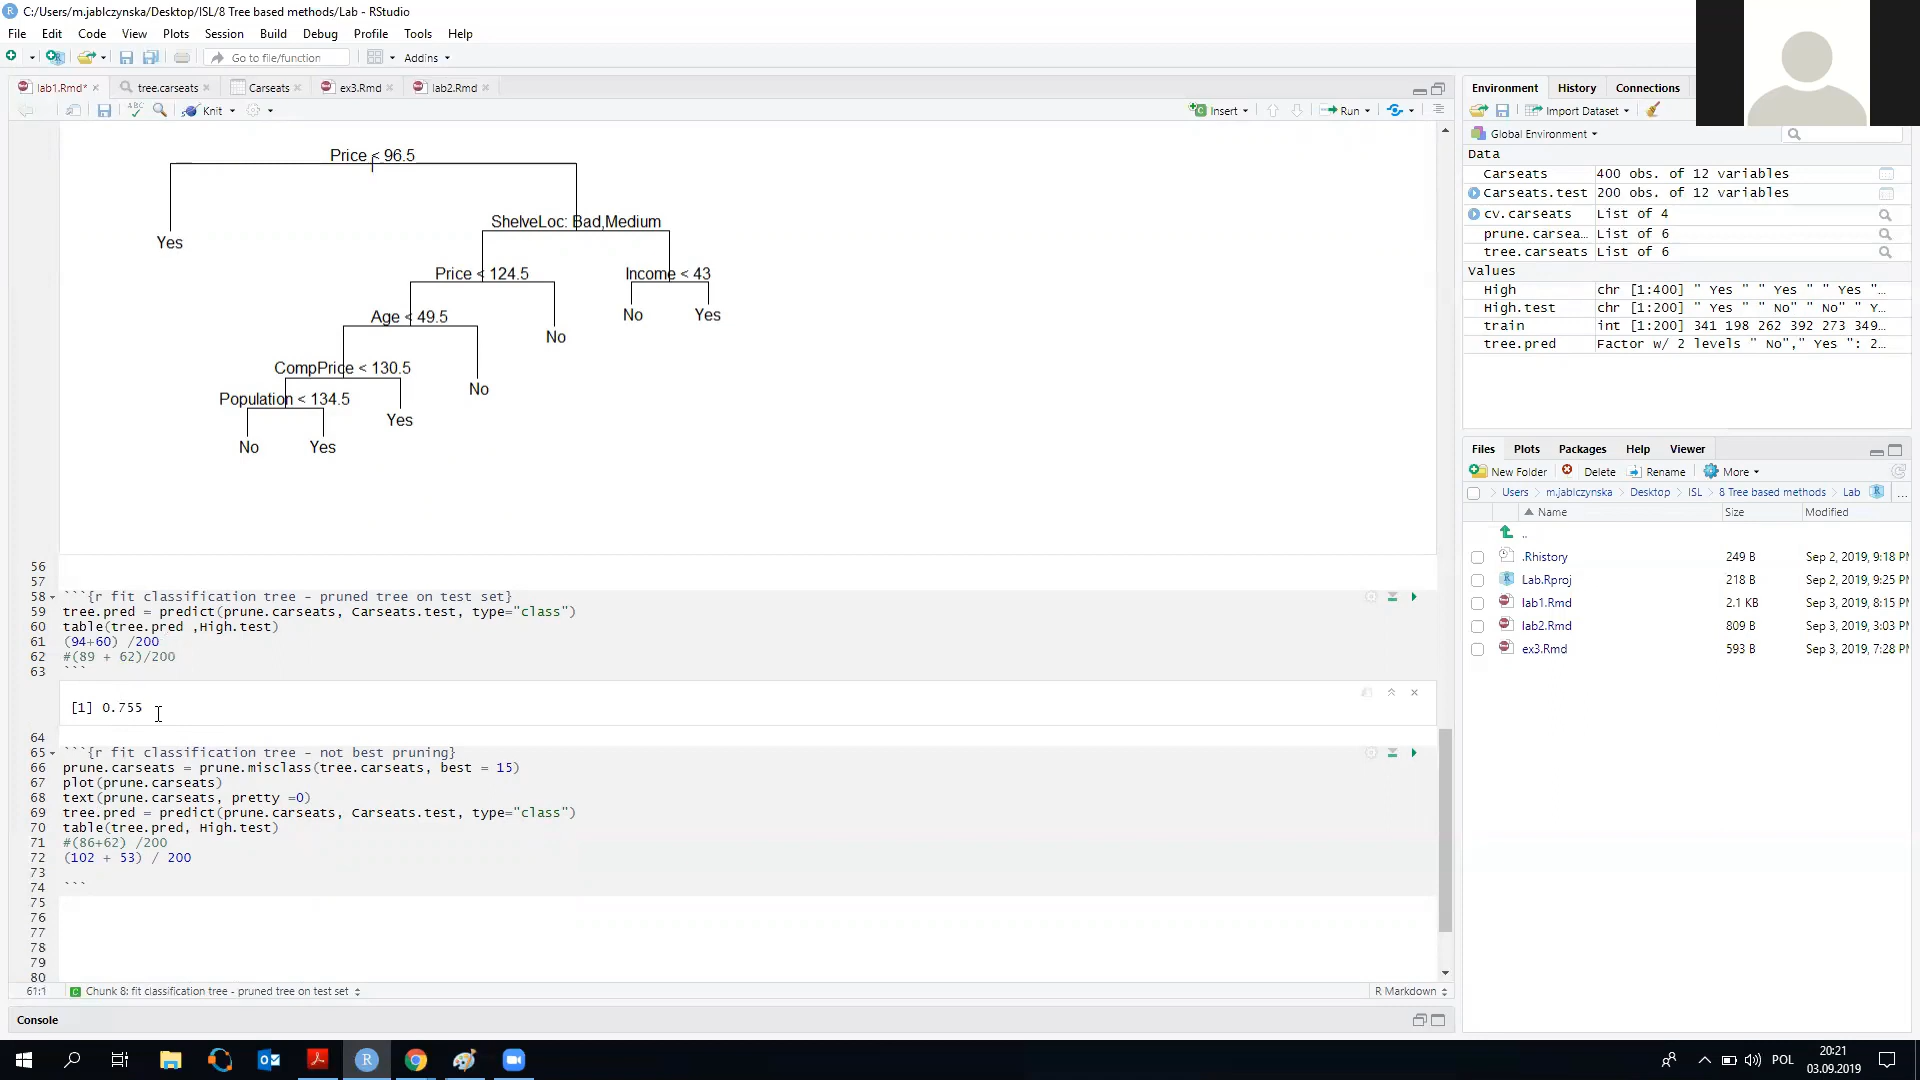 C:/Users/m.jablczynska/Desktop/ISL/8 Tree based methods/Lab - RStudio
File Edit Code View Plots Session Build Debug Profile Tools Help
Go to file/function Addins
lab1.Rmd* tree.carseats Carseats ex3.Rmd lab2.Rmd
ABC Knit Insert Run
Price < 96.5
Yes
ShelveLoc: Bad,Medium
Price < 124.5
Income < 43
No
Yes
Age < 49.5
No
CompPrice < 130.5
No
Population < 134.5
Yes
No
Yes
56
57
58 ```{r fit classification tree - pruned tree on test set}
59 tree.pred = predict(prune.carseats, Carseats.test, type="class")
60 table(tree.pred ,High.test)
61 (94+60) /200
62 #(89 + 62)/200
63 ```
[1] 0.755
64
65 ```{r fit classification tree - not best pruning}
66 prune.carseats = prune.misclass(tree.carseats, best = 15)
67 plot(prune.carseats)
68 text(prune.carseats, pretty =0)
69 tree.pred = predict(prune.carseats, Carseats.test, type="class")
70 table(tree.pred, High.test)
71 #(86+62) /200
72 (102 + 53) / 200
73
74 ```
75
76
77
78
79
80
61:1 Chunk 8: fit classification tree - pruned tree on test set R Markdown
Console
Environment History Connections
Import Dataset
Global Environment
Data
Carseats 400 obs. of 12 variables
Carseats.test 200 obs. of 12 variables
cv.carseats List of 4
prune.carsea… List of 6
tree.carseats List of 6
Values
High chr [1:400] " Yes " " Yes " " Yes "…
High.test chr [1:200] " Yes " " No" " No" " Y…
train int [1:200] 341 198 262 392 273 349…
tree.pred Factor w/ 2 levels " No"," Yes ": 2…
Files Plots Packages Help Viewer
New Folder Delete Rename More
Users m.jablczynska Desktop ISL 8 Tree based methods Lab ...
Name Size Modified
..
.Rhistory 249 B Sep 2, 2019, 9:18 PM
Lab.Rproj 218 B Sep 2, 2019, 9:25 PM
lab1.Rmd 2.1 KB Sep 3, 2019, 8:15 PM
lab2.Rmd 809 B Sep 3, 2019, 3:03 PM
ex3.Rmd 593 B Sep 3, 2019, 7:28 PM
POL 20:21
03.09.2019